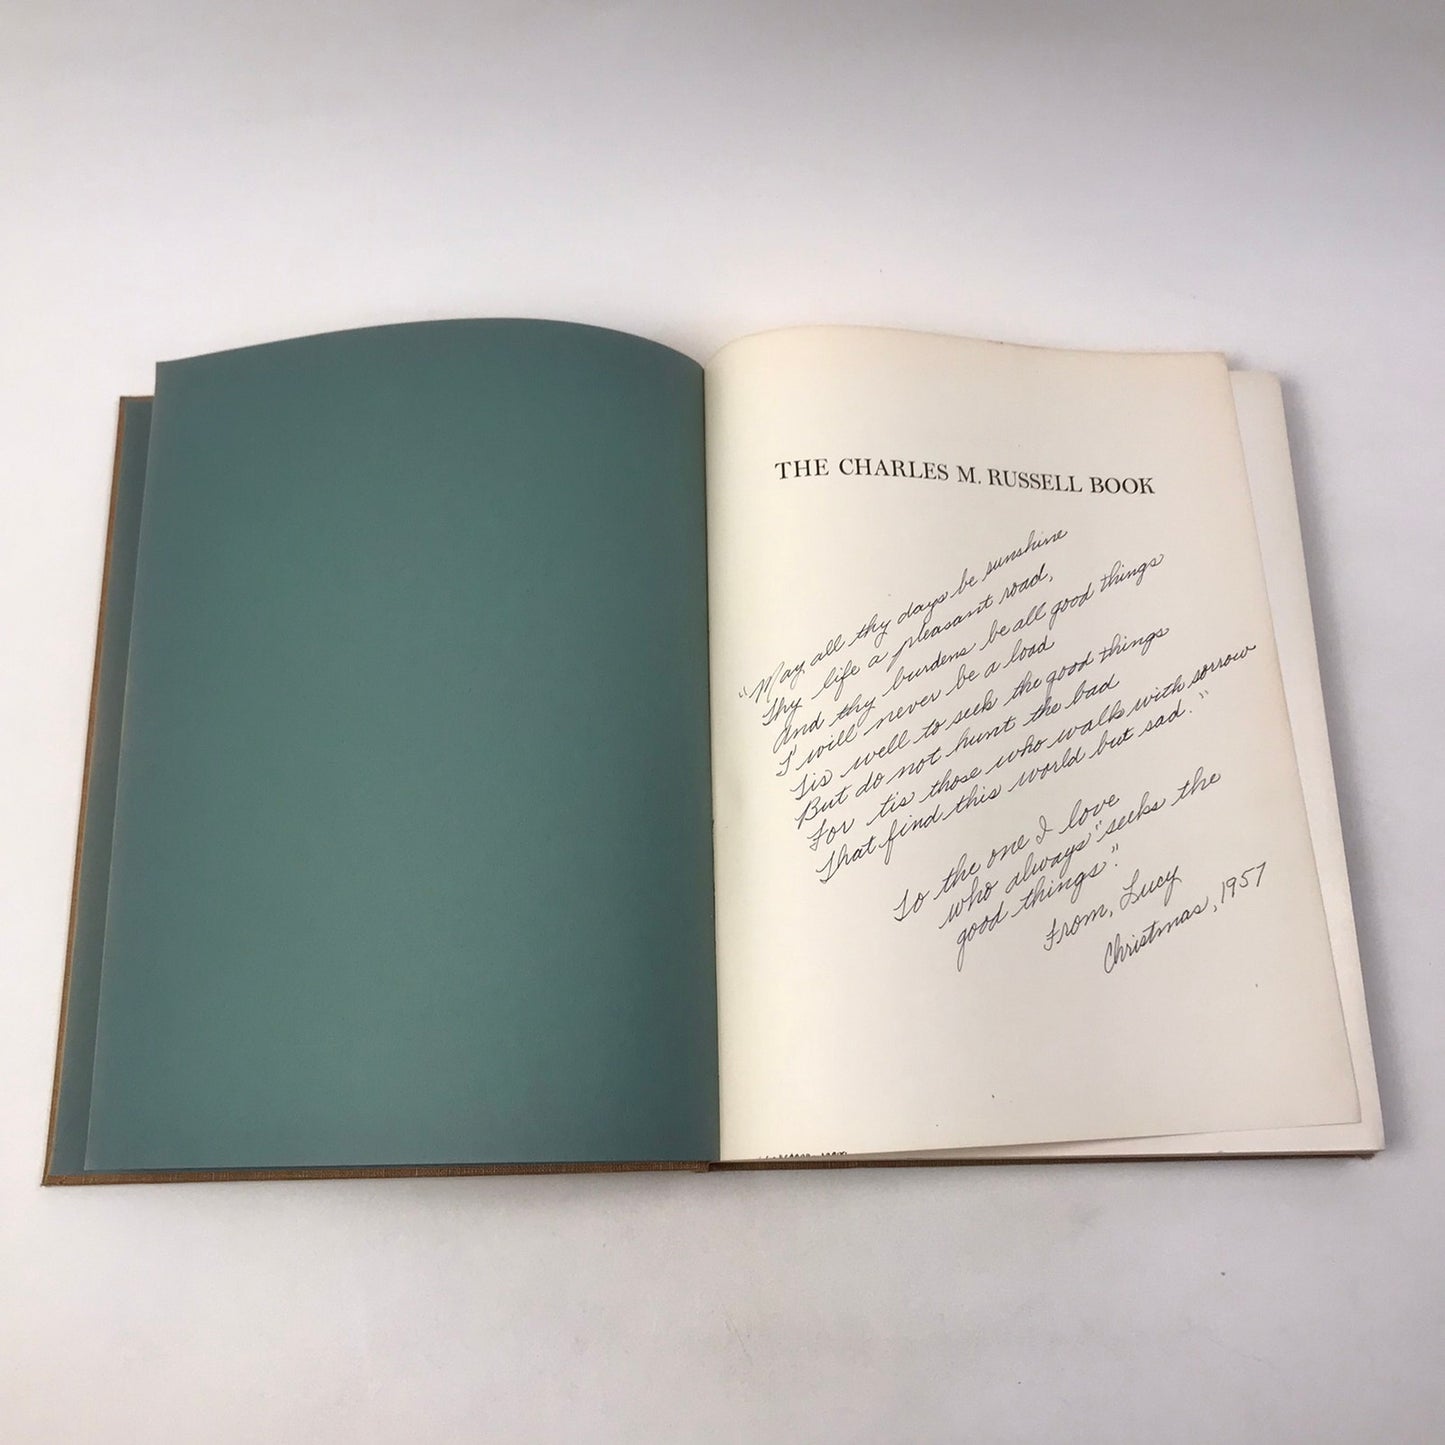 THE CHARLES M. RUSSELL BOOK
"May all thy days be sunshine
Thy life a pleasant road,
And thy burdens be all good things
I will never be a load
Tis well to seek the good things
But do not hunt the bad
For tis those who walk with sorrow
That find this world but sad."
To the one I love
who always "seeks the
good things".
From, Lucy
Christmas, 1957